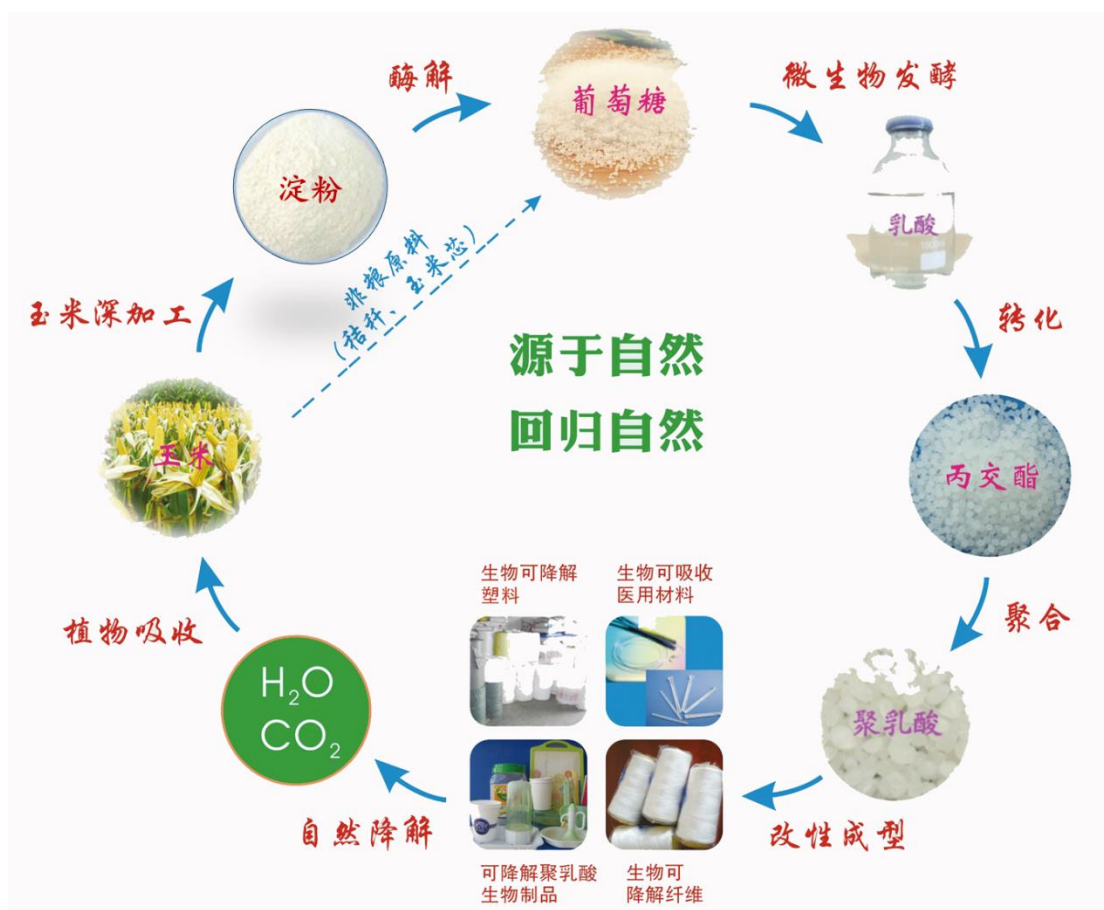 酶解
葡萄糖
微生物发酵
淀粉
乳酸
非粮原料
(秸秆、玉米芯)
玉米深加工
转化
源于自然
回归自然
玉米
丙交酯
生物可降解
塑料
生物可吸收
医用材料
聚合
植物吸收
H₂O
CO₂
聚乳酸
自然降解
改性成型
可降解聚乳酸
生物制品
生物可
降解纤维